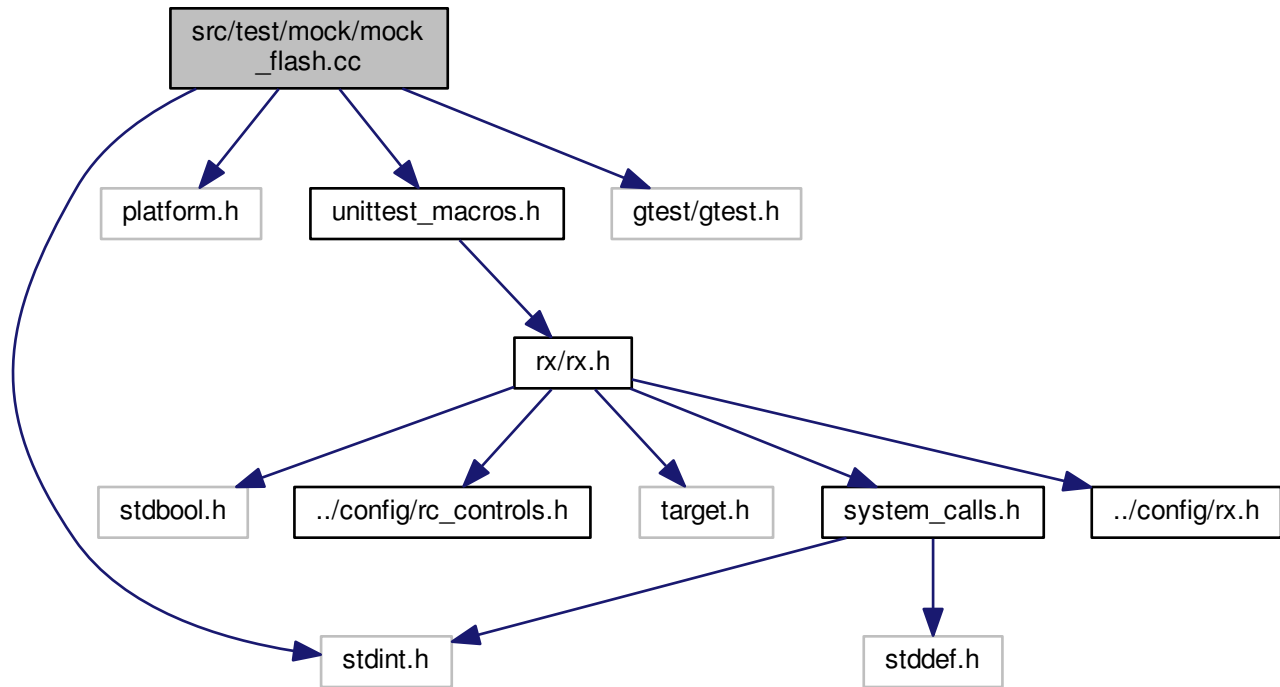 src/test/mock/mock
_flash.cc
platform.h
unittest_macros.h
gtest/gtest.h
rx/rx.h
stdbool.h
../config/rc_controls.h
target.h
system_calls.h
../config/rx.h
stdint.h
stddef.h